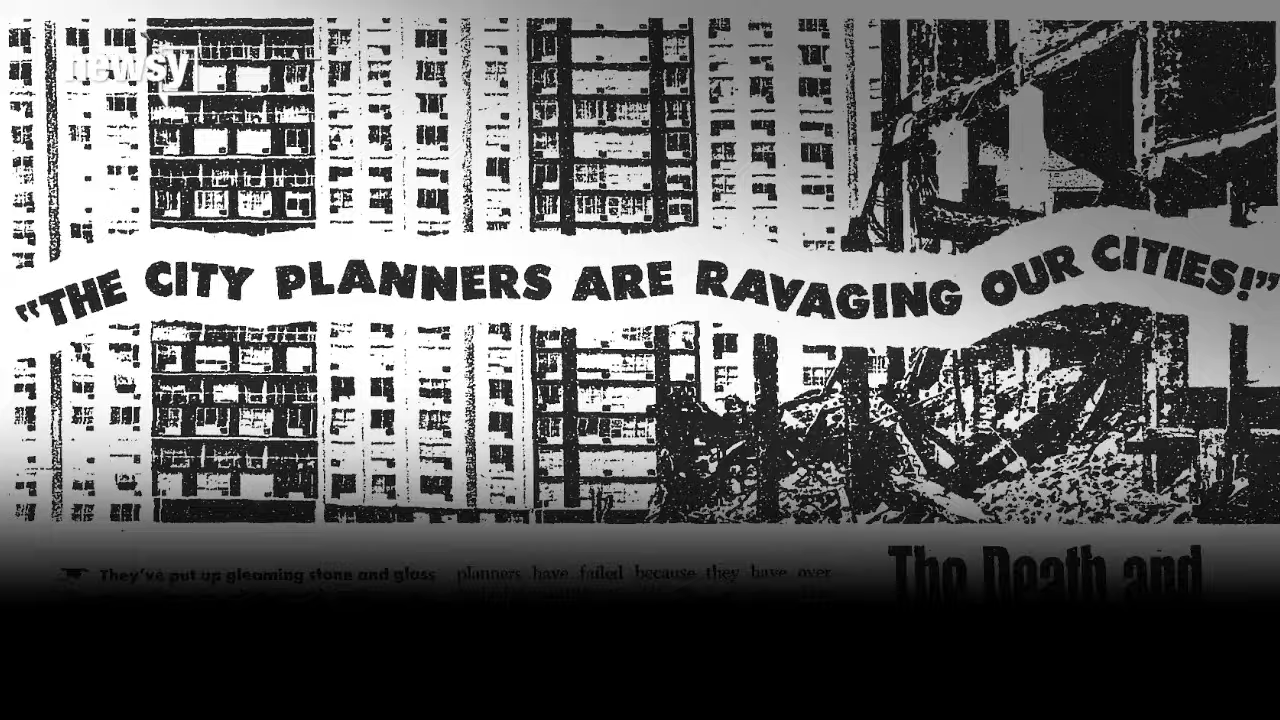 newsy
“THE CITY PLANNERS ARE RAVAGING OUR CITIES!”
They've put up gleaming stone and glass
planners have failed because they have over
The Death and